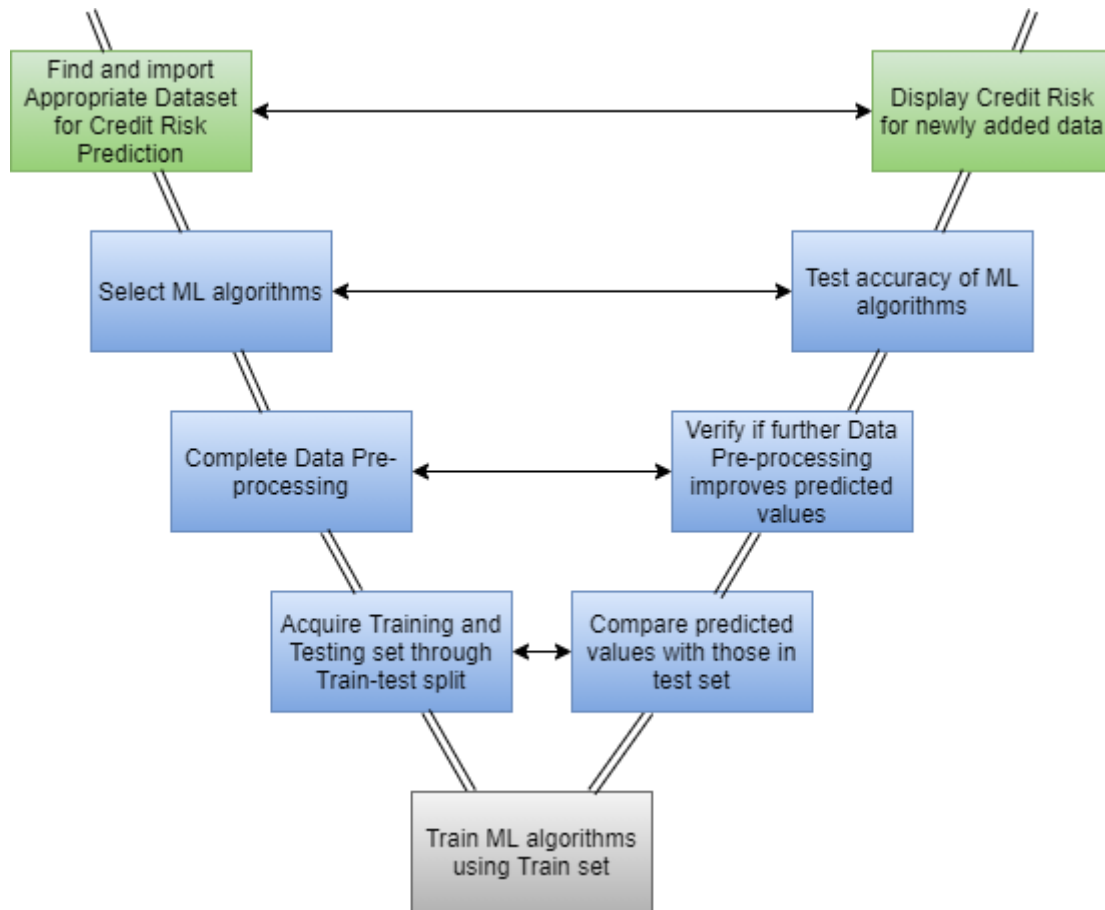 Find and import
Appropriate Dataset
for Credit Risk
Prediction
Display Credit Risk
for newly added data
Select ML algorithms
Test accuracy of ML
algorithms
Complete Data Pre-
processing
Verify if further Data
Pre-processing
improves predicted
values
Acquire Training and
Testing set through
Train-test split
Compare predicted
values with those in
test set
Train ML algorithms
using Train set